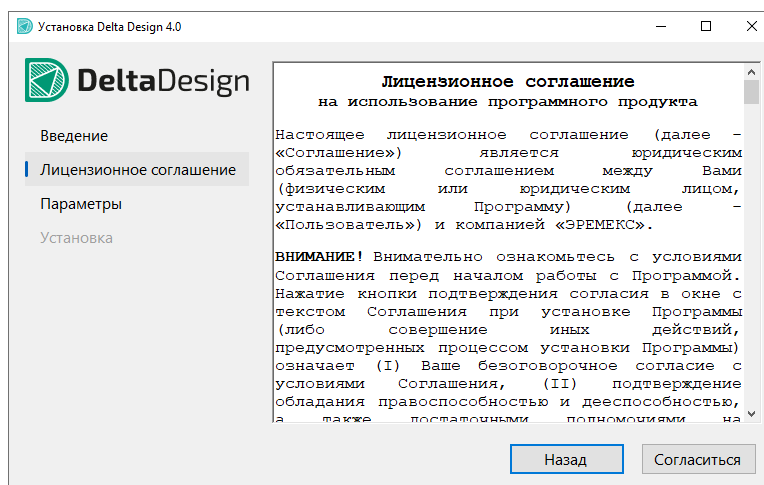 Установка Delta Design 4.0
DeltaDesign
Введение
Лицензионное соглашение
Параметры
Установка
Лицензионное соглашение
на использование программного продукта
Настоящее лицензионное соглашение (далее –
«Соглашение») является юридическим
обязательным соглашением между Вами
(физическим или юридическим лицом,
устанавливающим Программу) (далее –
«Пользователь») и компанией «ЭРЕМЕКС».
ВНИМАНИЕ! Внимательно ознакомьтесь с условиями
Соглашения перед началом работы с Программой.
Нажатие кнопки подтверждения согласия в окне с
текстом Соглашения при установке Программы
(либо совершение иных действий,
предусмотренных процессом установки Программы)
означает (I) Ваше безоговорочное согласие с
условиями Соглашения, (II) подтверждение
обладания правоспособностью и дееспособностью,
а также достаточными полномочиями на
Назад
Согласиться